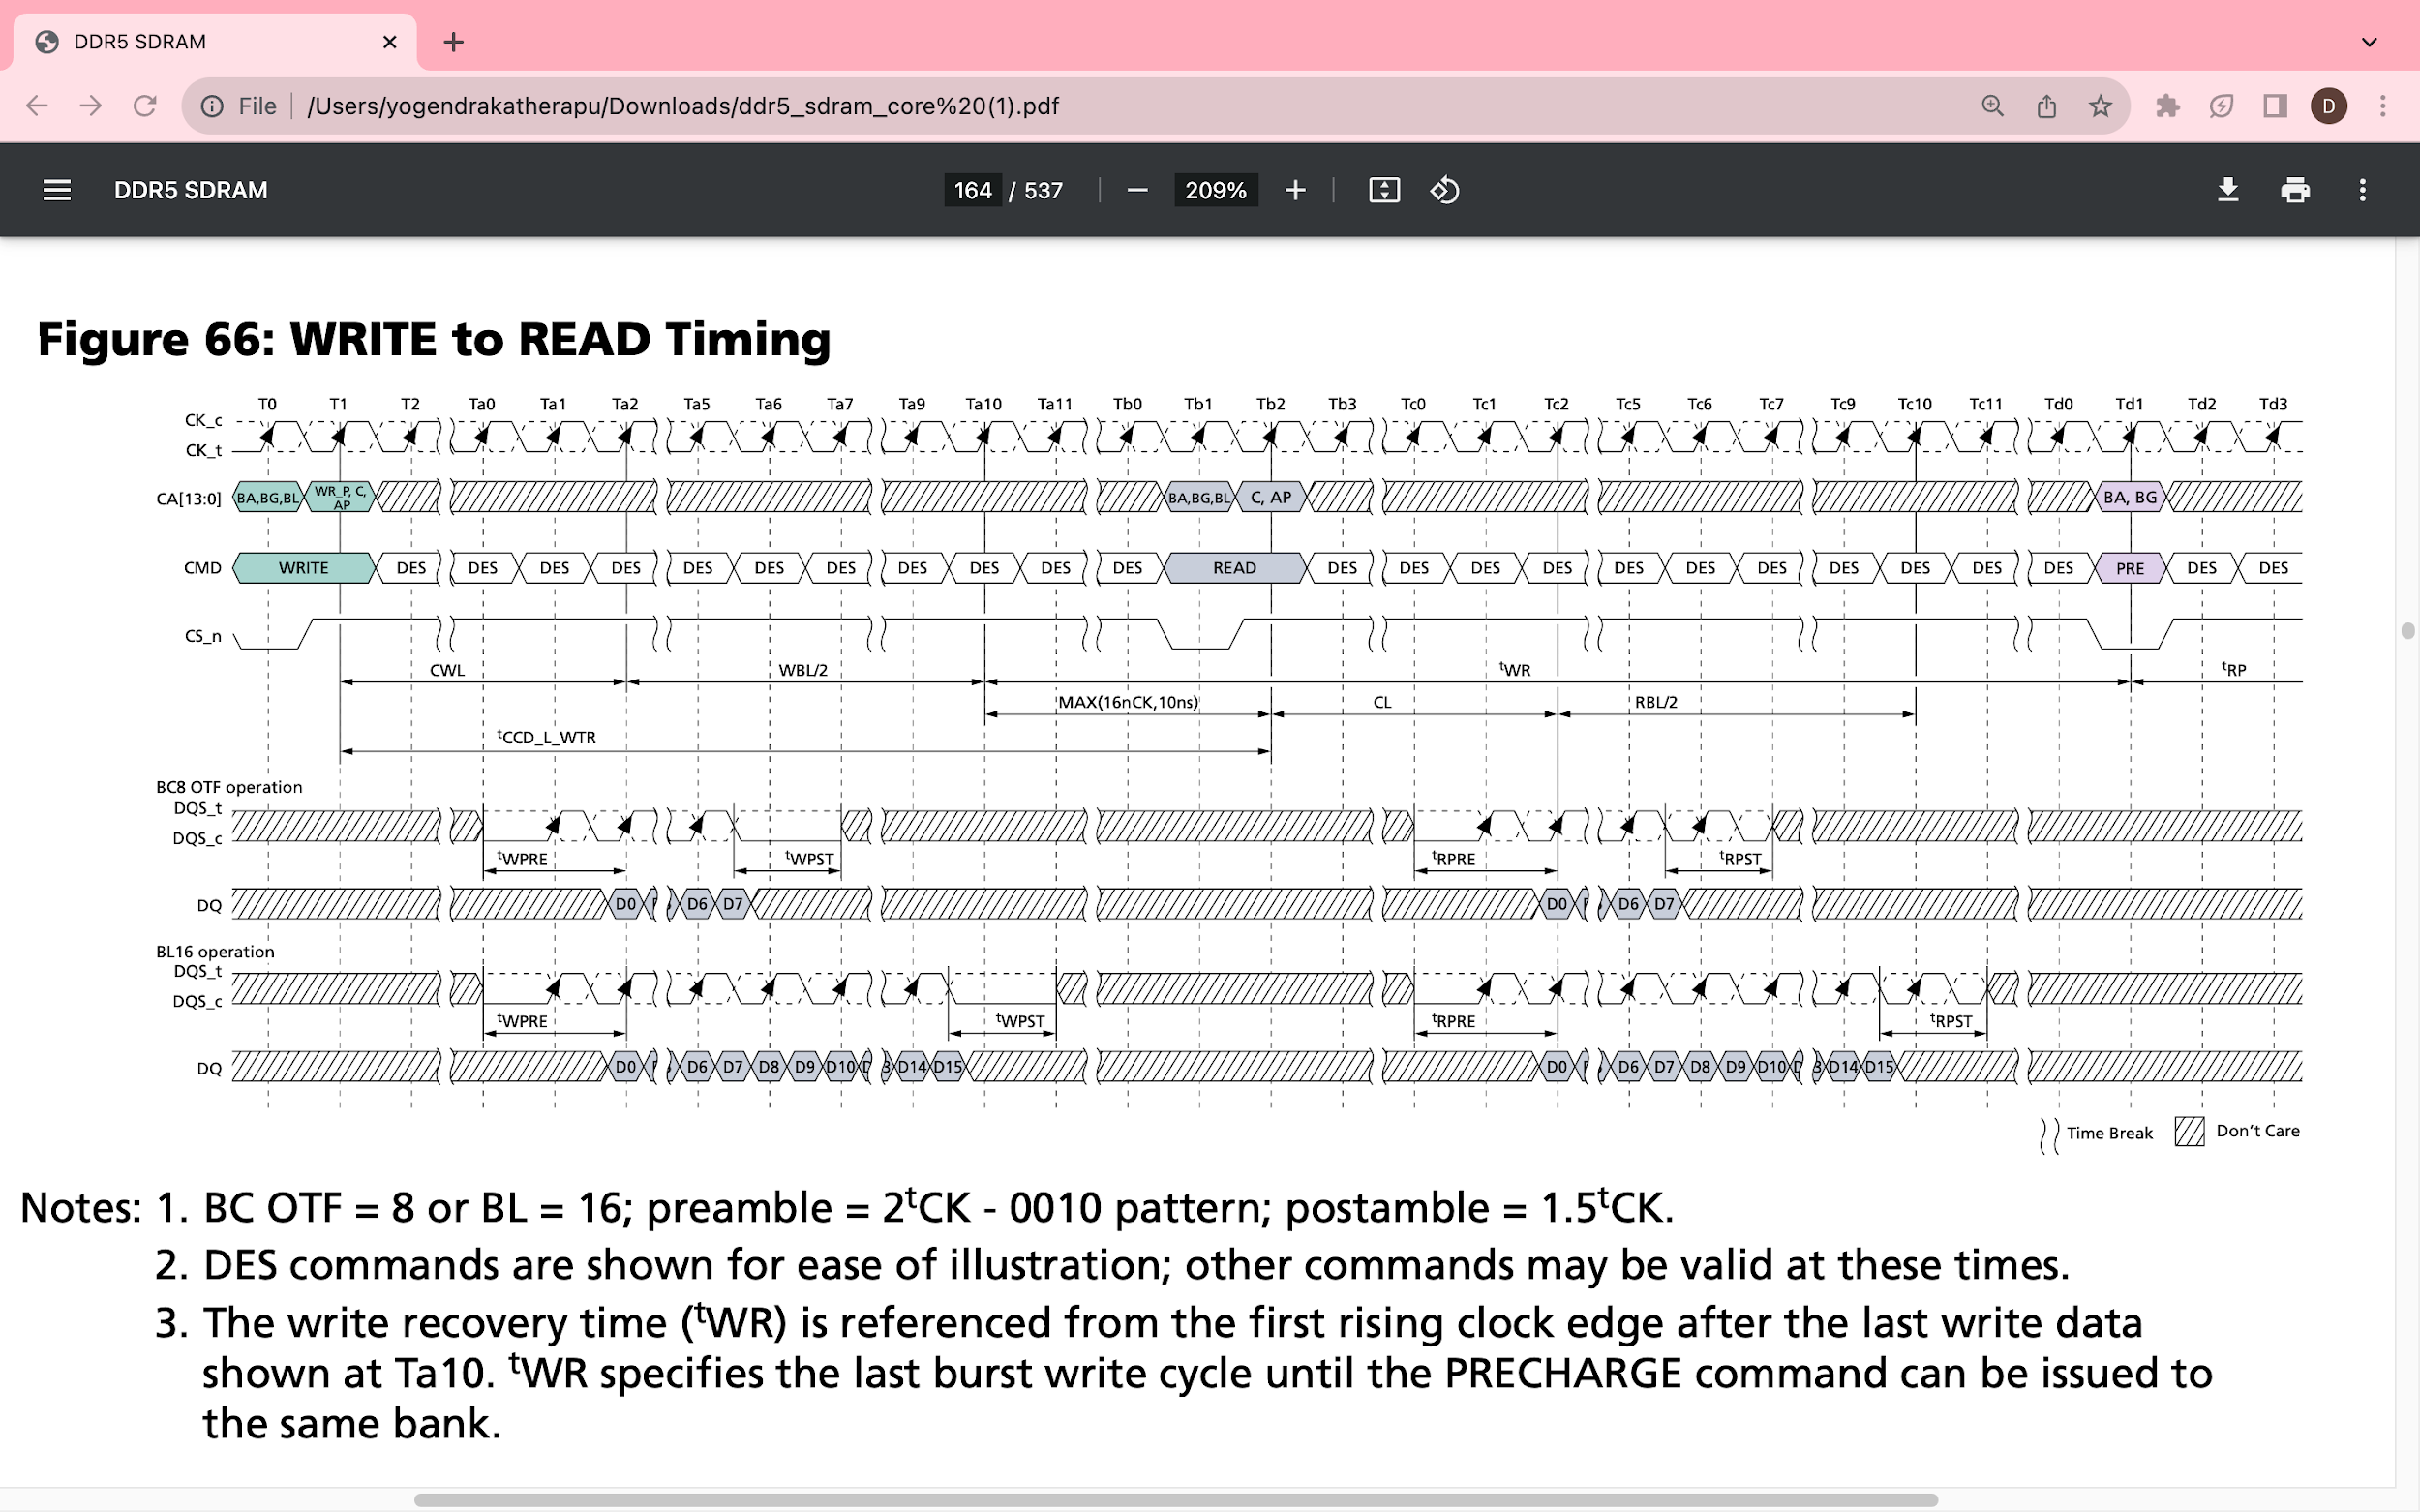 DDR5 SDRAM
File /Users/yogendrakatherapu/Downloads/ddr5_sdram_core%20(1).pdf
D
DDR5 SDRAM 164 / 537 209%
Figure 66: WRITE to READ Timing
T0 T1 T2 Ta0 Ta1 Ta2 Ta5 Ta6 Ta7 Ta9 Ta10 Ta11 Tb0 Tb1 Tb2 Tb3 Tc0 Tc1 Tc2 Tc5 Tc6 Tc7 Tc9 Tc10 Tc11 Td0 Td1 Td2 Td3
CK_c
CK_t
CA[13:0] BA,BG,BL WR_P, C, AP BA,BG,BL C, AP BA, BG
CMD WRITE DES DES DES DES DES DES DES DES DES DES DES READ DES DES DES DES DES DES DES DES DES DES DES PRE DES DES
CS_n
CWL WBL/2 tWR tRP
MAX(16nCK,10ns) CL RBL/2
tCCD_L_WTR
BC8 OTF operation
DQS_t
DQS_c
tWPRE tWPST tRPRE tRPST
DQ D0 D6 D7 D0 D6 D7
BL16 operation
DQS_t
DQS_c
tWPRE tWPST tRPRE tRPST
DQ D0 D6 D7 D8 D9 D10 D14 D15 D0 D6 D7 D8 D9 D10 D14 D15
Time Break Don't Care
Notes: 1. BC OTF = 8 or BL = 16; preamble = 2tCK - 0010 pattern; postamble = 1.5tCK.
2. DES commands are shown for ease of illustration; other commands may be valid at these times.
3. The write recovery time (tWR) is referenced from the first rising clock edge after the last write data
shown at Ta10. tWR specifies the last burst write cycle until the PRECHARGE command can be issued to
the same bank.